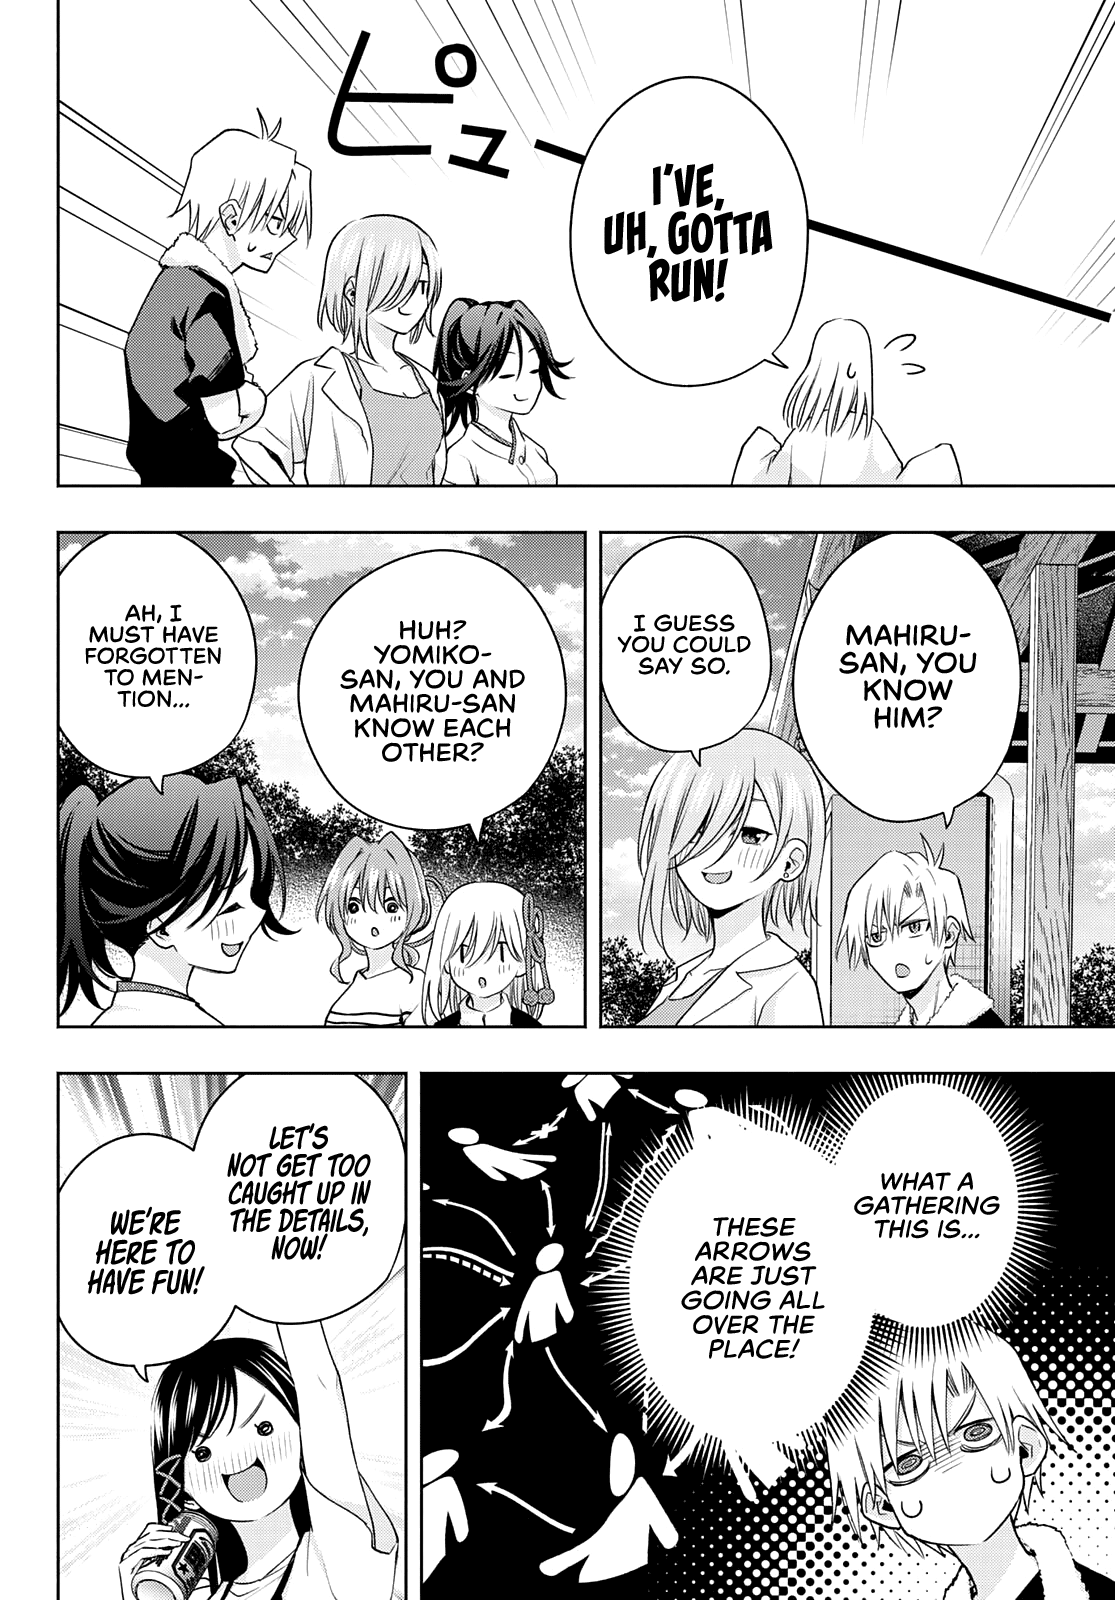 ピュー
I'VE,
UH, GOTTA
RUN!
MAHIRU-
SAN, YOU
KNOW
HIM?
I GUESS
YOU COULD
SAY SO.
HUH?
YOMIKO-
SAN, YOU AND
MAHIRU-SAN
KNOW EACH
OTHER?
AH, I
MUST HAVE
FORGOTTEN
TO MEN-
TION...
WHAT A
GATHERING
THIS IS...
THESE
ARROWS
ARE JUST
GOING ALL
OVER THE
PLACE!
LET'S
NOT GET TOO
CAUGHT UP IN
THE DETAILS,
NOW!
WE'RE
HERE TO
HAVE FUN!